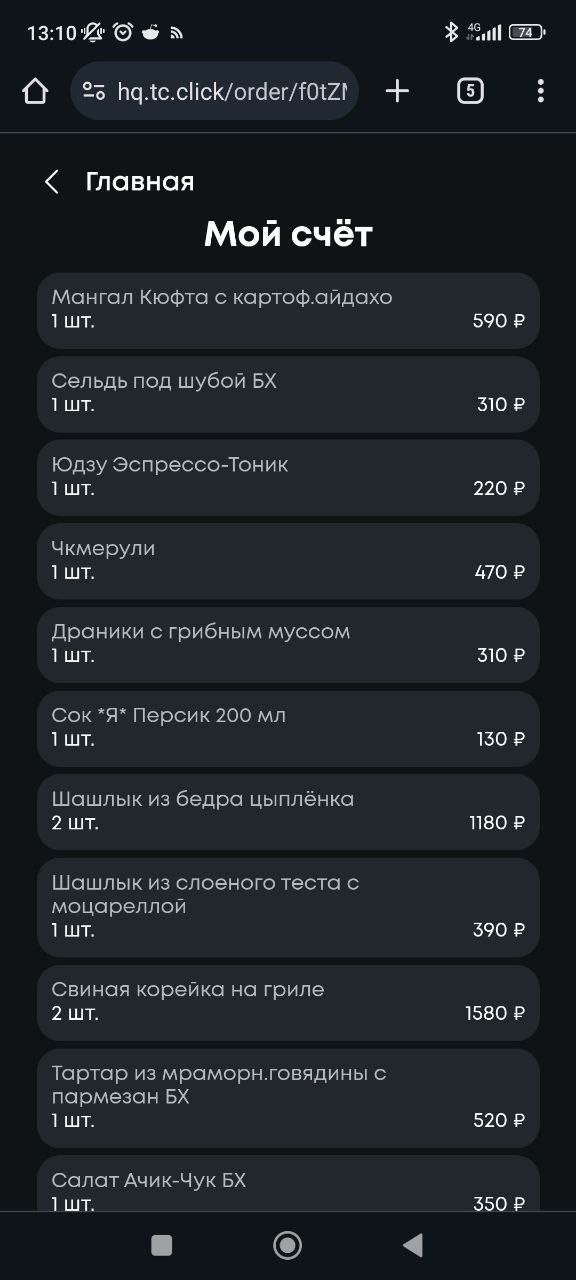 13:10
4G
74
hq.tc.click/order/f0tZ
5
Главная
Мой счёт
Мангал Кюфта с картоф.айдахо
1 шт.
590 ₽
Сельдь под шубой БХ
1 шт.
310 ₽
Юдзу Эспрессо-Тоник
1 шт.
220 ₽
Чкмерули
1 шт.
470 ₽
Драники с грибным муссом
1 шт.
310 ₽
Сок *Я* Персик 200 мл
1 шт.
130 ₽
Шашлык из бедра цыплёнка
2 шт.
1180 ₽
Шашлык из слоеного теста с
моцареллой
1 шт.
390 ₽
Свиная корейка на гриле
2 шт.
1580 ₽
Тартар из мраморн.говядины с
пармезан БХ
1 шт.
520 ₽
Салат Ачик-Чук БХ
1 шт.
350 ₽